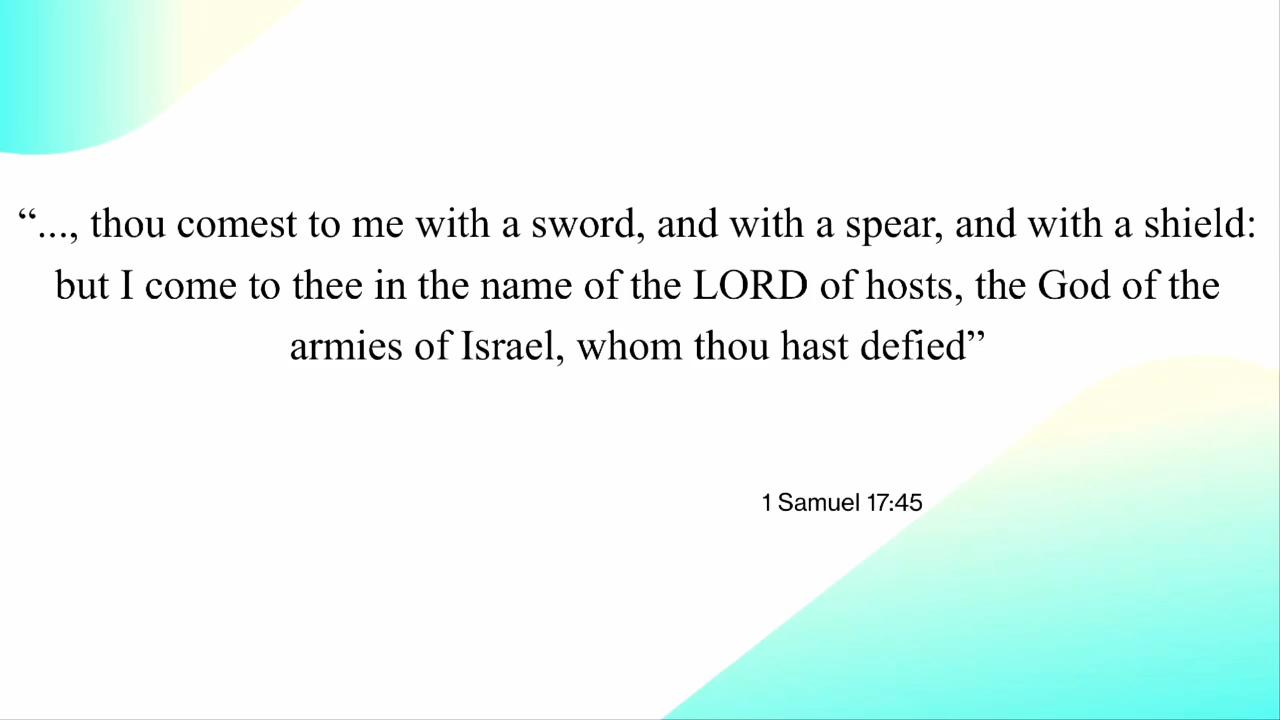 “..., thou comest to me with a sword, and with a spear, and with a shield:
but I come to thee in the name of the LORD of hosts, the God of the
armies of Israel, whom thou hast defied”
1 Samuel 17:45